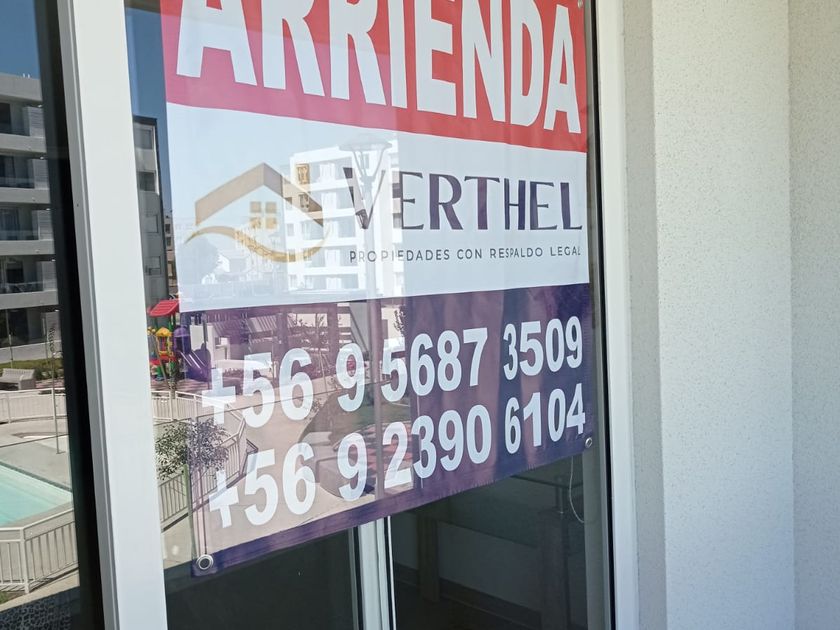 ARRIENDA
VERTHEL
PROPIEDADES CON RESPALDO LEGAL
+56 9 5687 3509
+56 9 2390 6104